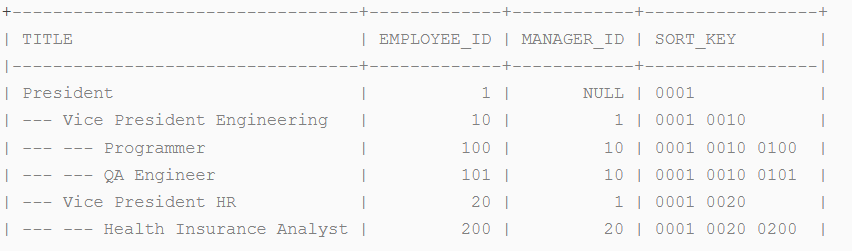 +----------------------------------+-------------+------------+-----------------+
| TITLE                            | EMPLOYEE_ID | MANAGER_ID | SORT_KEY        |
|----------------------------------+-------------+------------+-----------------|
| President                        |           1 |       NULL | 0001            |
| --- Vice President Engineering   |          10 |          1 | 0001 0010       |
| --- --- Programmer               |         100 |         10 | 0001 0010 0100  |
| --- --- QA Engineer              |         101 |         10 | 0001 0010 0101  |
| --- Vice President HR            |          20 |          1 | 0001 0020       |
| --- --- Health Insurance Analyst |         200 |         20 | 0001 0020 0200  |